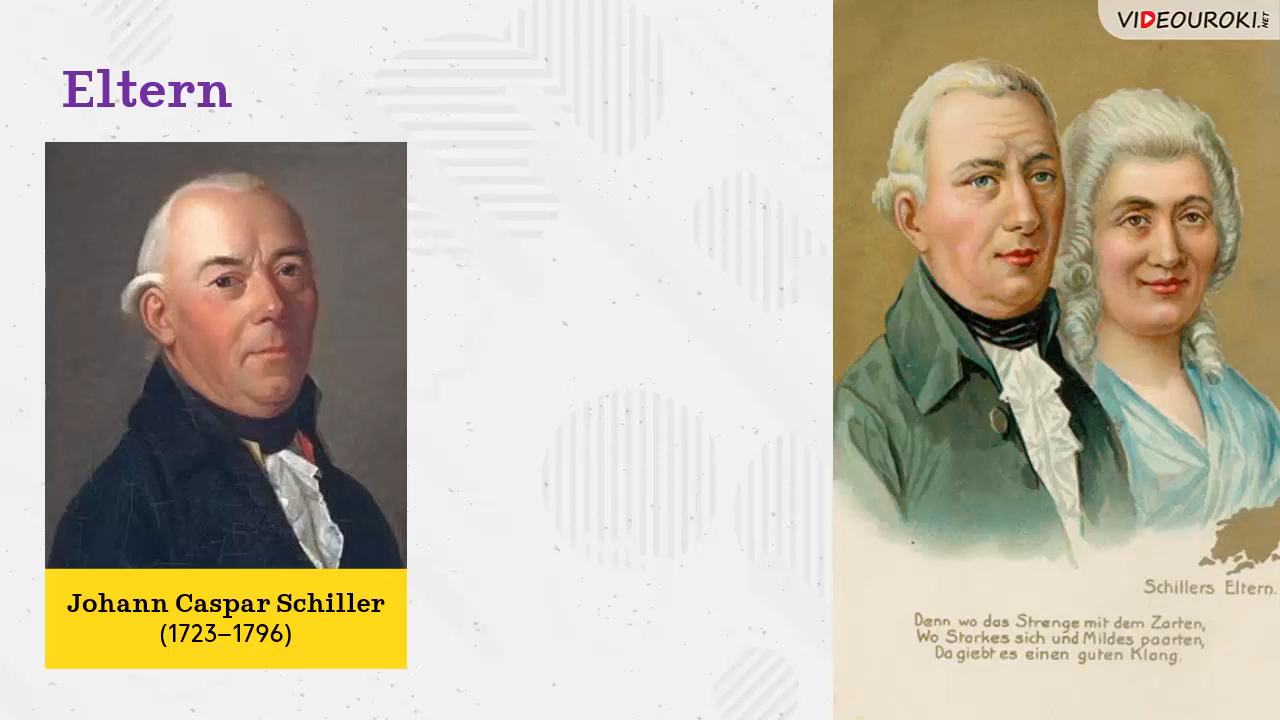 VIDEOUROKI.NET
Eltern
Johann Caspar Schiller
(1723–1796)
Schillers Eltern.
Denn wo das Strenge mit dem Zarten,
Wo Starkes sich und Mildes paarten,
Da giebt es einen guten Klang.